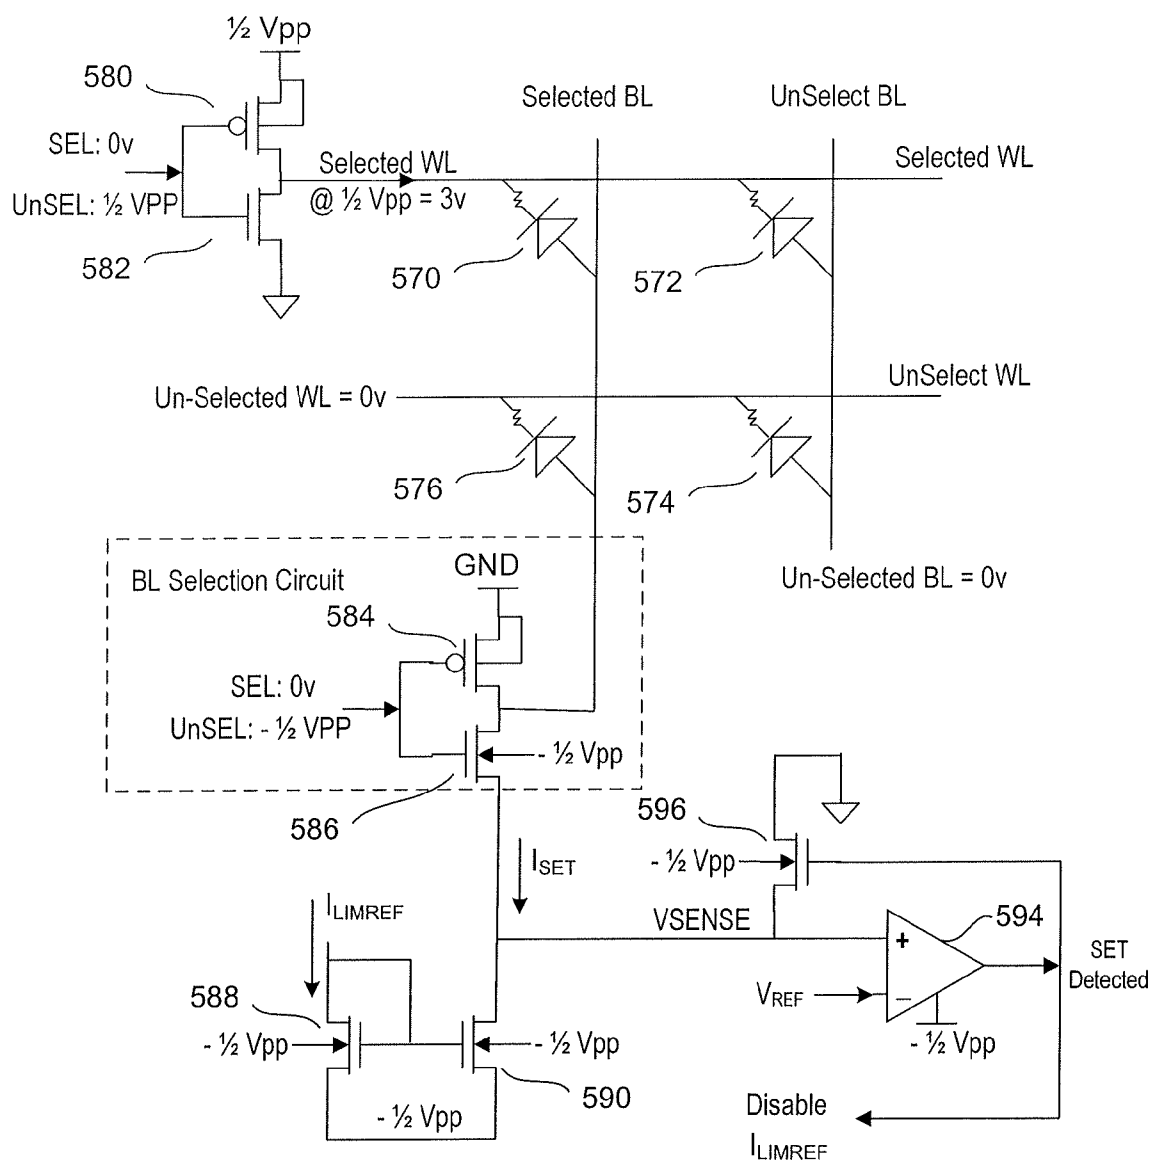 ½ Vpp
580
Selected BL
UnSelect BL
SEL: 0v
Selected WL
Selected WL
UnSEL: ½ VPP
@ ½ Vpp = 3v
582
570
572
Un-Selected WL = 0v
UnSelect WL
576
574
BL Selection Circuit
GND
Un-Selected BL = 0v
584
SEL: 0v
UnSEL: - ½ VPP
- ½ Vpp
586
596
ISET
- ½ Vpp
ILIMREF
VSENSE
594
+
SET
Detected
588
VREF
–
- ½ Vpp
- ½ Vpp
- ½ Vpp
590
- ½ Vpp
Disable
ILIMREF